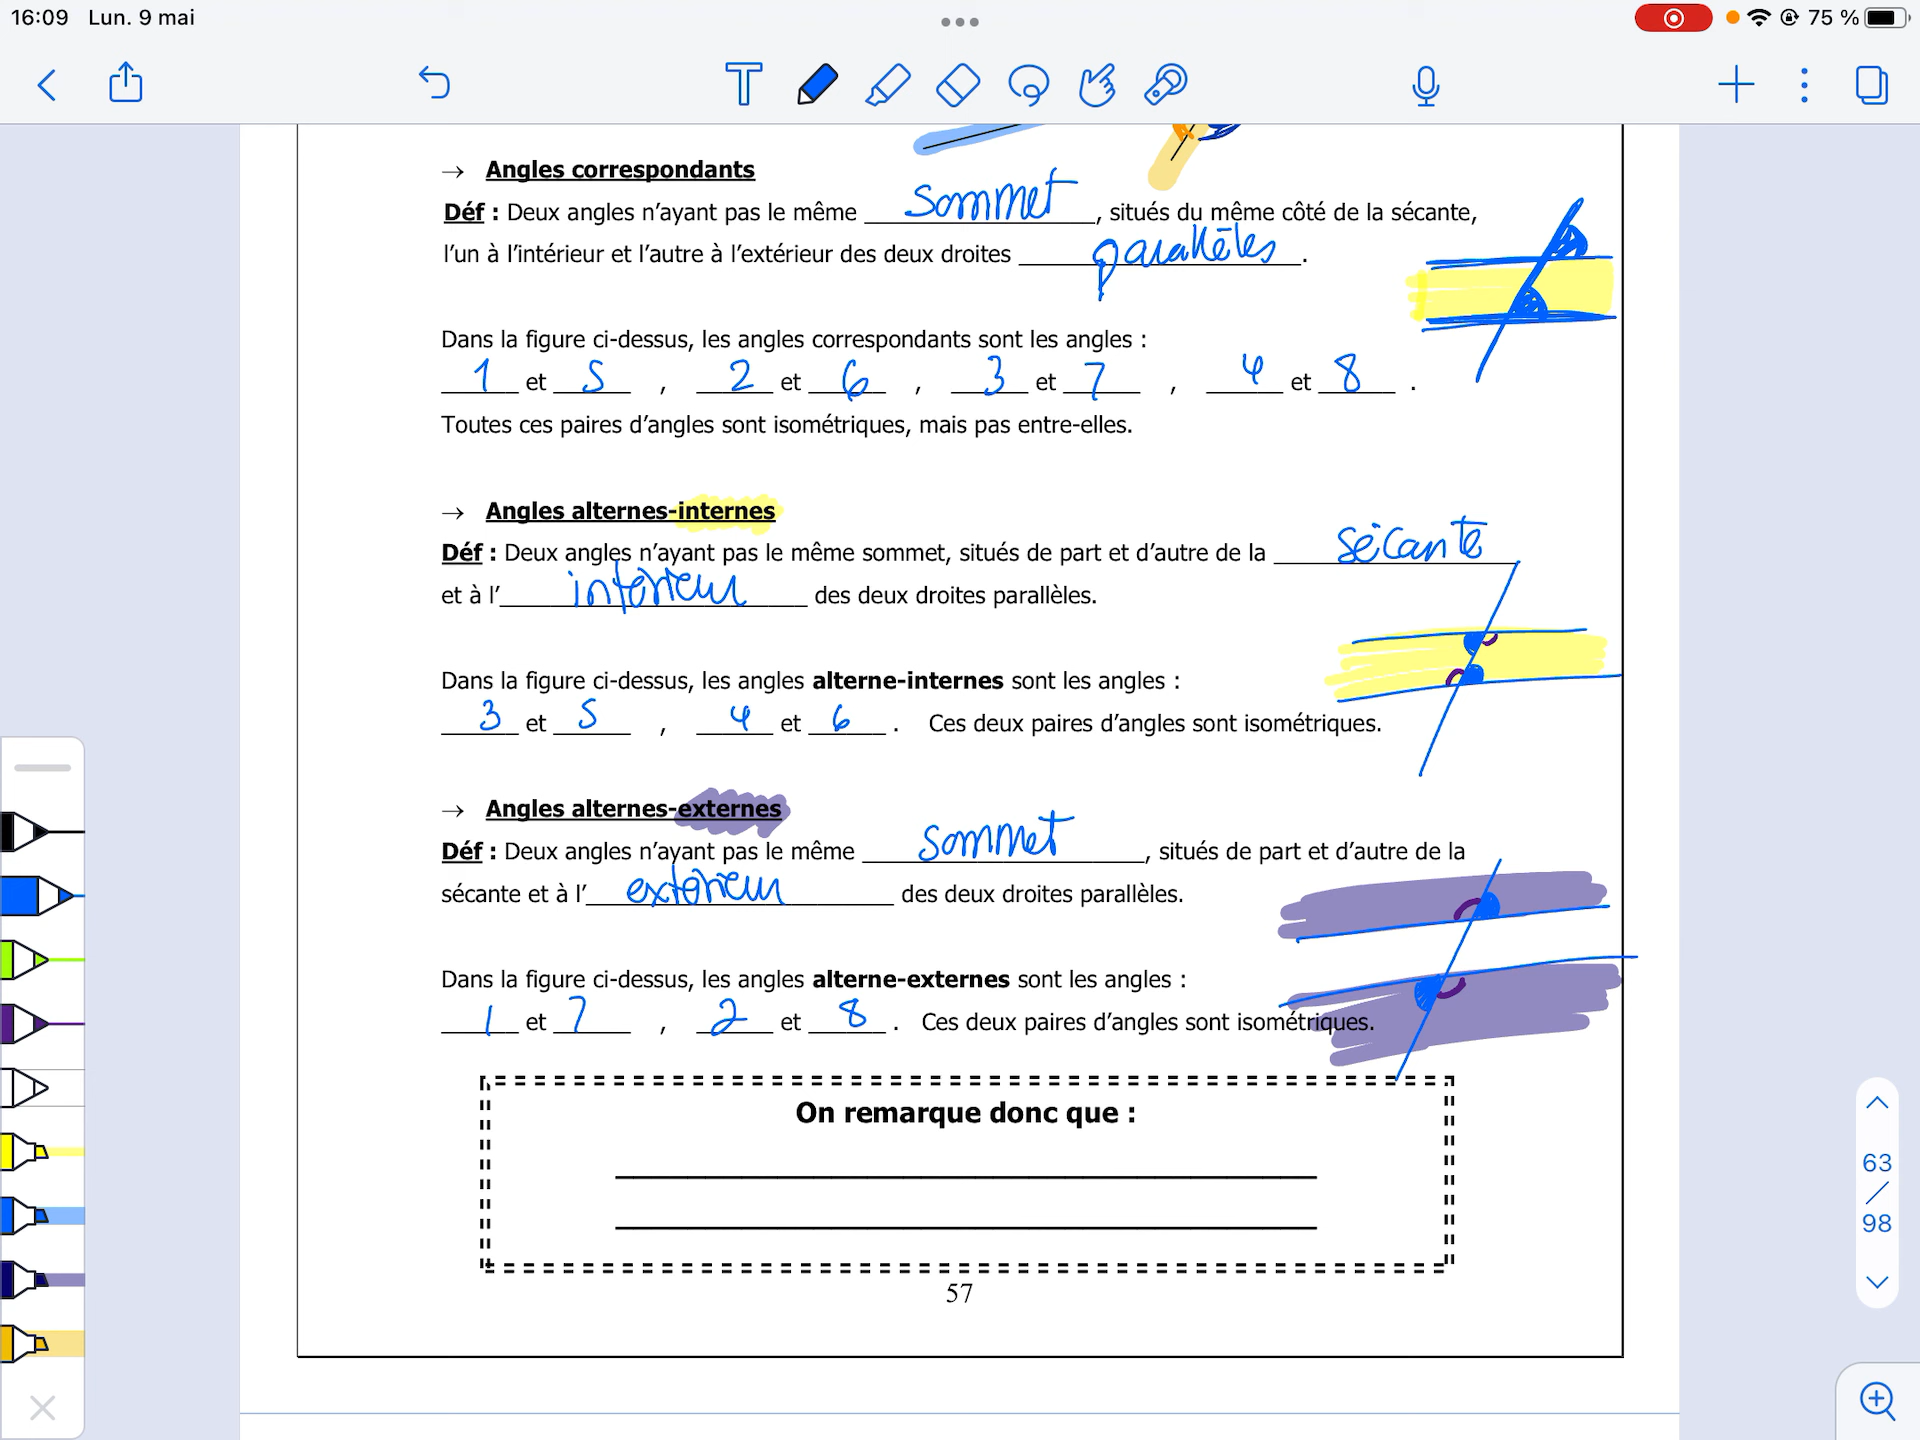 16:09 Lun. 9 mai 75 %
→ Angles correspondants
Déf : Deux angles n'ayant pas le même sommet, situés du même côté de la sécante,
l'un à l'intérieur et l'autre à l'extérieur des deux droites parallèles.
Dans la figure ci-dessus, les angles correspondants sont les angles :
1 et 5 , 2 et 6 , 3 et 7 , 4 et 8 .
Toutes ces paires d'angles sont isométriques, mais pas entre-elles.
→ Angles alternes-internes
Déf : Deux angles n'ayant pas le même sommet, situés de part et d'autre de la sécante
et à l'intérieur des deux droites parallèles.
Dans la figure ci-dessus, les angles alterne-internes sont les angles :
3 et 5 , 4 et 6 . Ces deux paires d'angles sont isométriques.
→ Angles alternes-externes
Déf : Deux angles n'ayant pas le même sommet, situés de part et d'autre de la
sécante et à l'extérieur des deux droites parallèles.
Dans la figure ci-dessus, les angles alterne-externes sont les angles :
1 et 7 , 2 et 8 . Ces deux paires d'angles sont isométriques.
On remarque donc que :
57
63
/
98